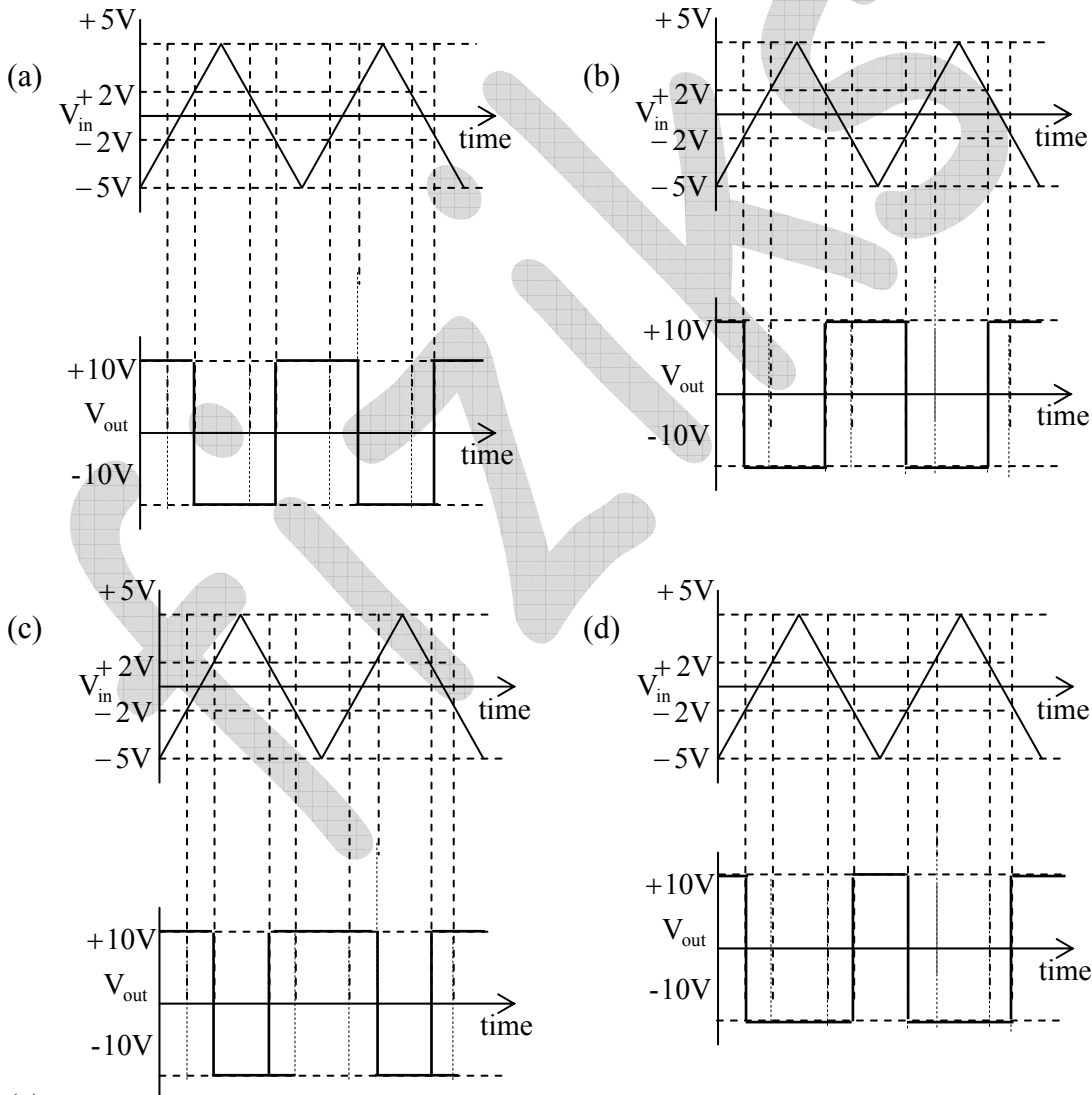 (a)
+5V
+2V
V_in
−2V
−5V
time
+10V
V_out
-10V
time
(b)
+5V
+2V
V_in
−2V
−5V
time
+10V
V_out
-10V
time
(c)
+5V
+2V
V_in
−2V
−5V
time
+10V
V_out
-10V
time
(d)
+5V
+2V
V_in
−2V
−5V
time
+10V
V_out
-10V
time
fiziks